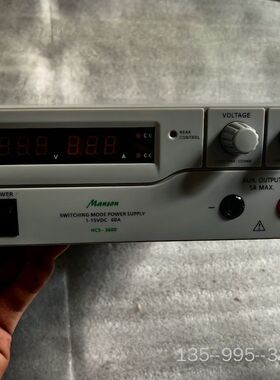 VOLTAGE
V
A
REAR
CONTROL
AUX. OUTPUT
5A MAX.
Manson
SWITCHING MODE POWER SUPPLY
1-15VDC 60A
HCS-3600
135-995-3